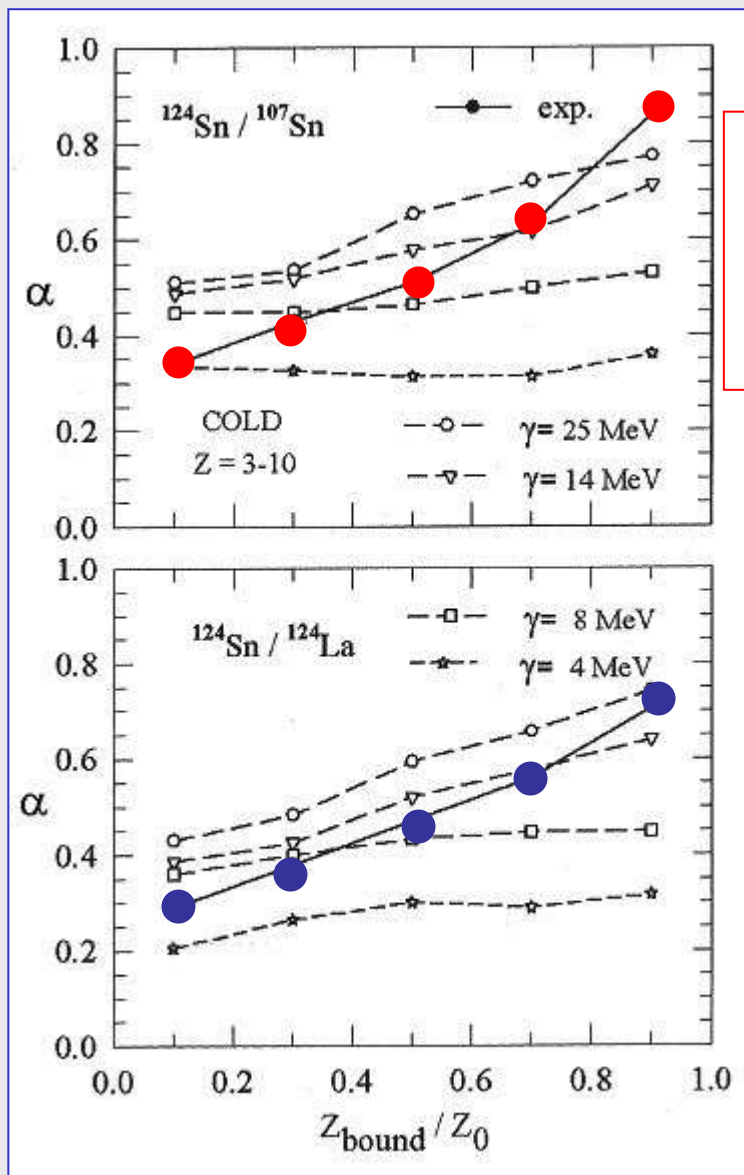 1.0
¹²⁴Sn / ¹⁰⁷Sn
exp.
0.8
0.6
α
0.4
COLD
γ= 25 MeV
Z = 3-10
0.2
γ= 14 MeV
0.0
1.0
¹²⁴Sn / ¹²⁴La
γ= 8 MeV
γ= 4 MeV
0.8
0.6
α
0.4
0.2
0.0
0.0 0.2 0.4 0.6 0.8 1.0
Z_bound / Z_0